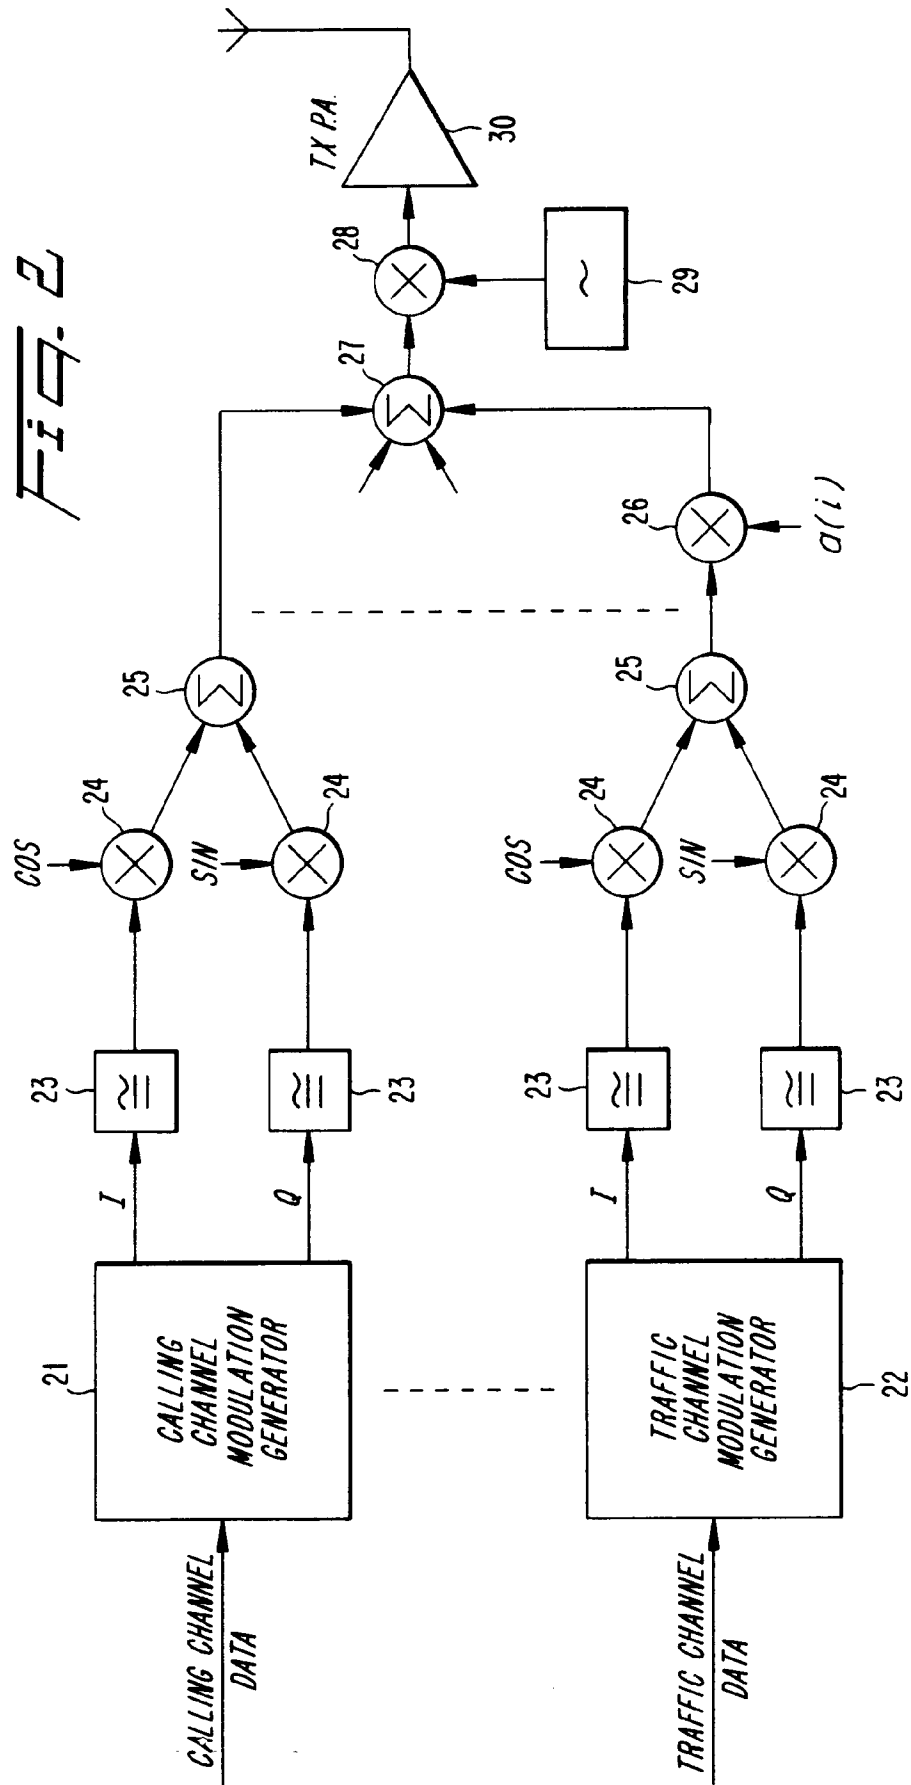 Fig. 2
CALLING CHANNEL
DATA
21
CALLING
CHANNEL
MODULATION
GENERATOR
I
Q
23
23
COS
24
SIN
24
25
TRAFFIC CHANNEL
DATA
TRAFFIC
CHANNEL
MODULATION
GENERATOR
22
I
Q
23
23
COS
24
SIN
24
25
26
a(i)
27
Σ
Σ
Σ
28
29
~
TX P.A.
30